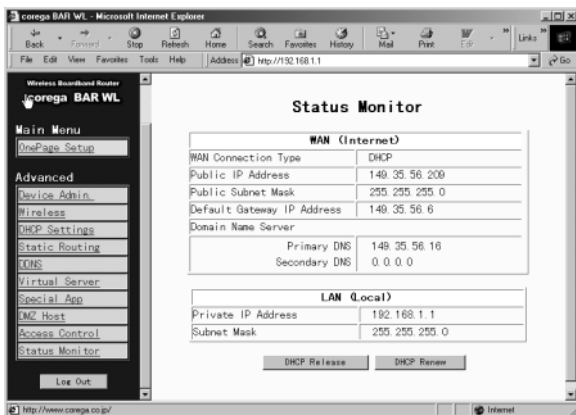 corega BAR WL - Microsoft Internet Explorer
Back Forward Stop Refresh Home Search Favorites History Mail Print Edit Links
File Edit View Favorites Tools Help Address http://192.168.1.1 Go
Wireless Boardband Router
corega BAR WL
Main Menu
OnePage Setup
Advanced
Device Admin.
Wireless
DHCP Settings
Static Routing
DDNS
Virtual Server
Special App
DMZ Host
Access Control
Status Monitor
Log Out
Status Monitor
WAN (Internet)
WAN Connection Type DHCP
Public IP Address 149.35.56.209
Public Subnet Mask 255.255.255.0
Default Gateway IP Address 149.35.56.6
Domain Name Server
Primary DNS 149.35.56.16
Secondary DNS 0.0.0.0
LAN (Local)
Private IP Address 192.168.1.1
Subnet Mask 255.255.255.0
DHCP Release DHCP Renew
http://www.corega.co.jp/ Internet